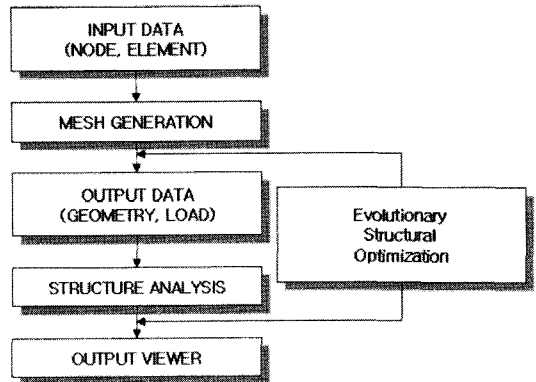 INPUT DATA
(NODE, ELEMENT)
MESH GENERATION
OUTPUT DATA
(GEOMETRY, LOAD)
Evolutionary
Structural
Optimization
STRUCTURE ANALYSIS
OUTPUT VIEWER